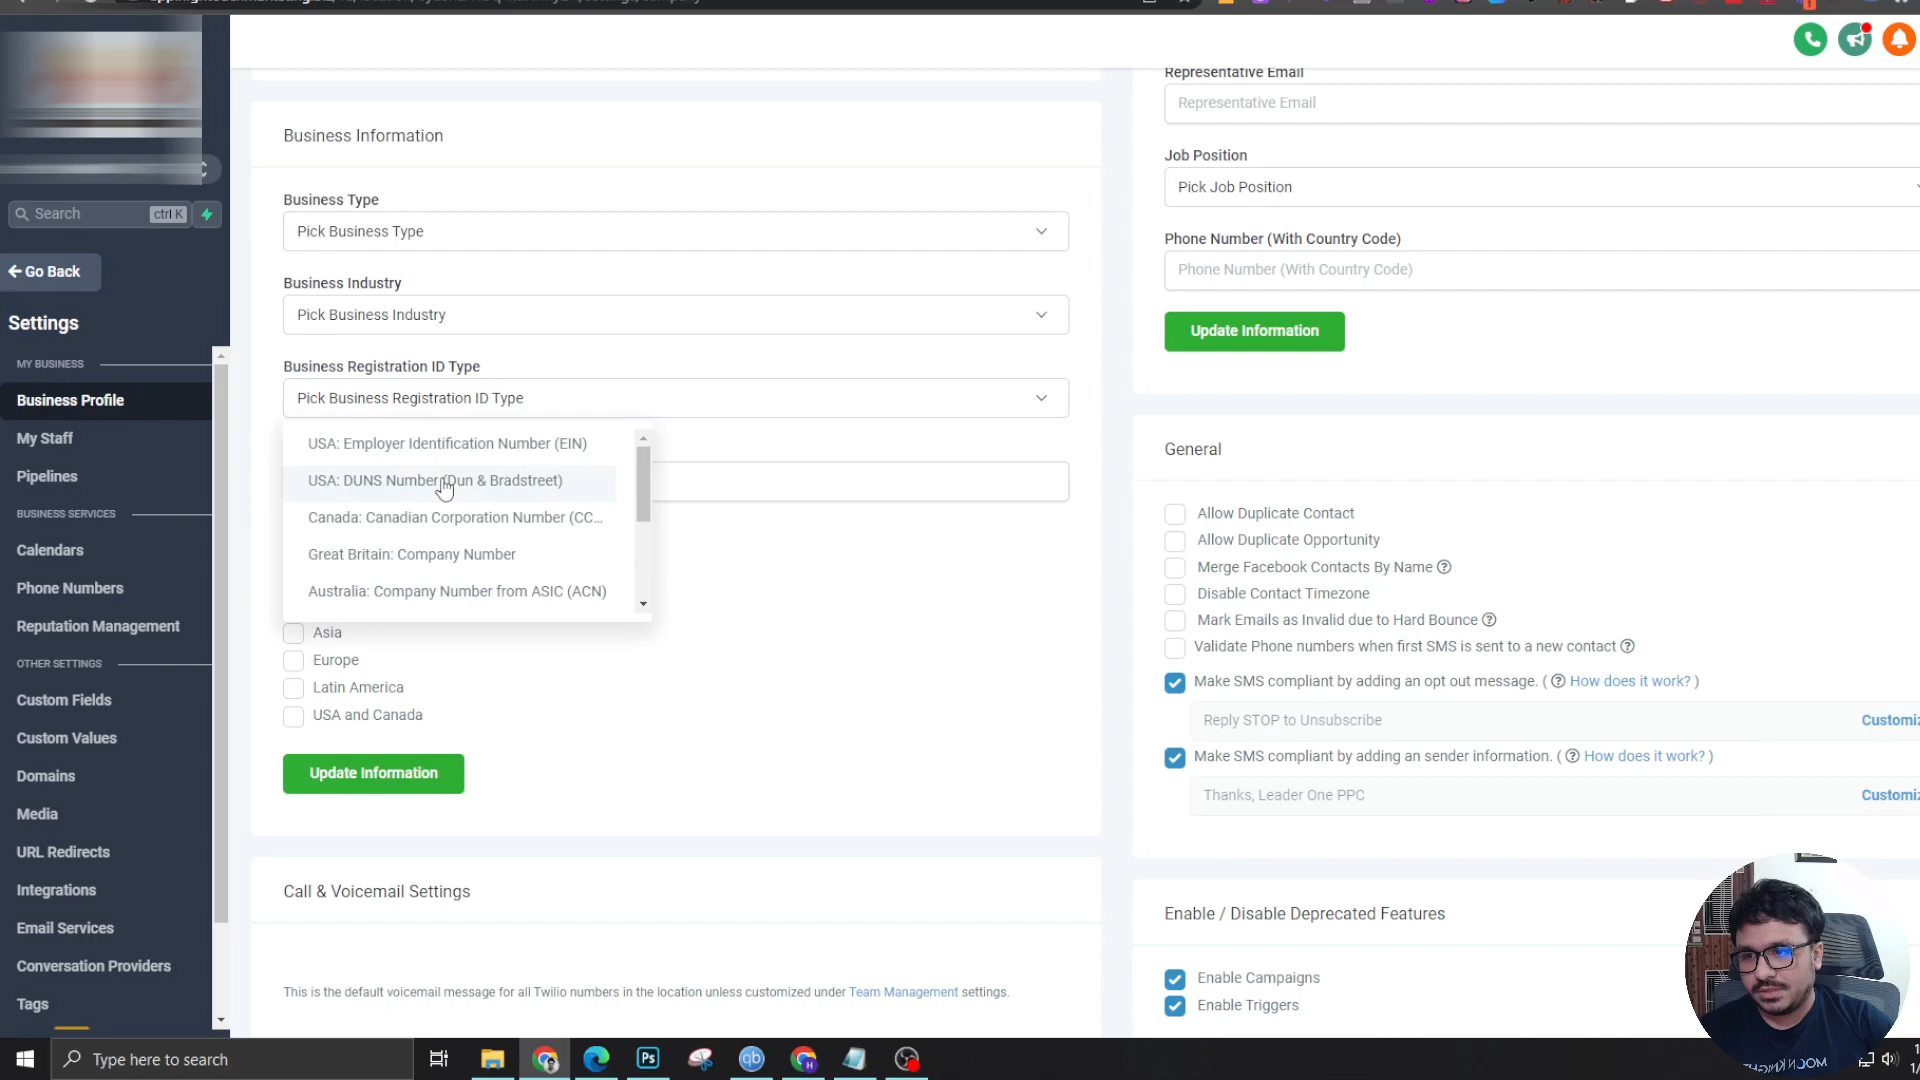 Search
ctrl K
Go Back
Settings
MY BUSINESS
Business Profile
My Staff
Pipelines
BUSINESS SERVICES
Calendars
Phone Numbers
Reputation Management
OTHER SETTINGS
Custom Fields
Custom Values
Domains
Media
URL Redirects
Integrations
Email Services
Conversation Providers
Tags
Business Information
Business Type
Pick Business Type
Business Industry
Pick Business Industry
Business Registration ID Type
Pick Business Registration ID Type
USA: Employer Identification Number (EIN)
USA: DUNS Number (Dun & Bradstreet)
Canada: Canadian Corporation Number (CC...
Great Britain: Company Number
Australia: Company Number from ASIC (ACN)
Asia
Europe
Latin America
USA and Canada
Update Information
Call & Voicemail Settings
This is the default voicemail message for all Twilio numbers in the location unless customized under Team Management settings.
Representative Email
Representative Email
Job Position
Pick Job Position
Phone Number (With Country Code)
Phone Number (With Country Code)
Update Information
General
Allow Duplicate Contact
Allow Duplicate Opportunity
Merge Facebook Contacts By Name
Disable Contact Timezone
Mark Emails as Invalid due to Hard Bounce
Validate Phone numbers when first SMS is sent to a new contact
Make SMS compliant by adding an opt out message. ( How does it work? )
Reply STOP to Unsubscribe
Customiz
Make SMS compliant by adding an sender information. ( How does it work? )
Thanks, Leader One PPC
Customiz
Enable / Disable Deprecated Features
Enable Campaigns
Enable Triggers
Type here to search
Ps
qb
H